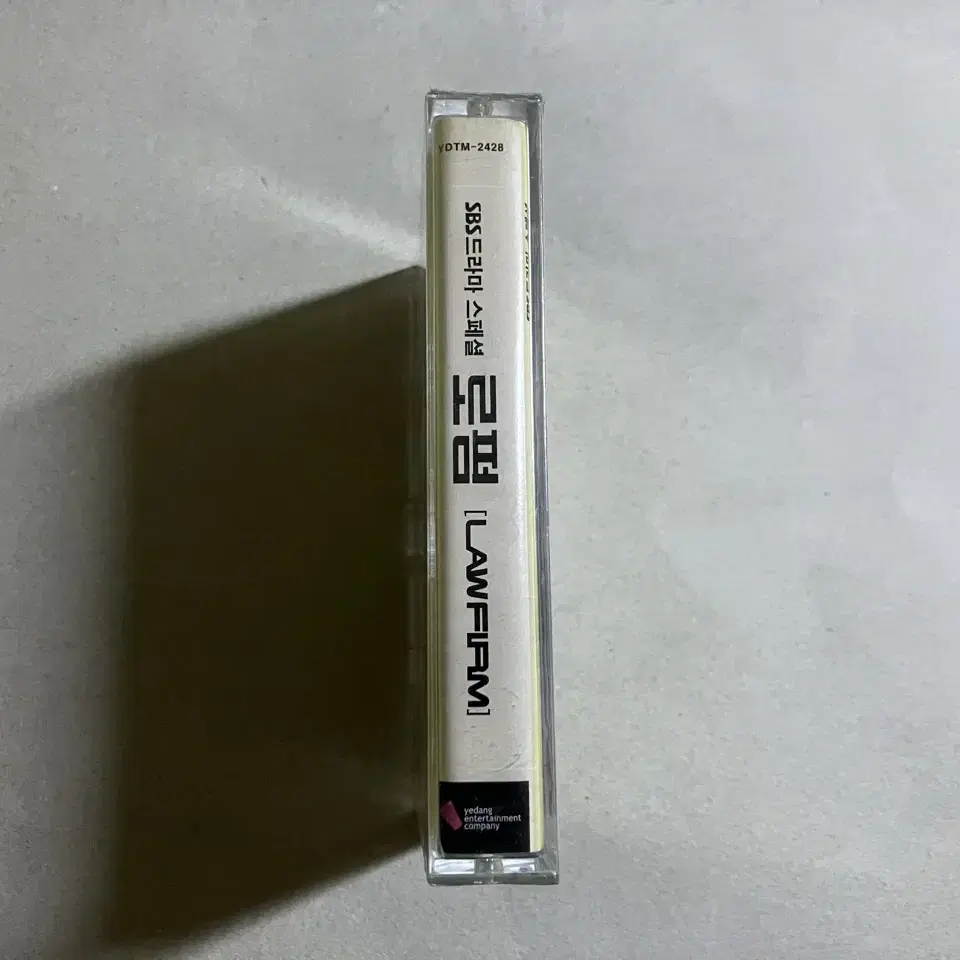 YDTM-2428
SBS드라마 스페셜 로펌 [LAWFIRM]
yedang
entertainment
company